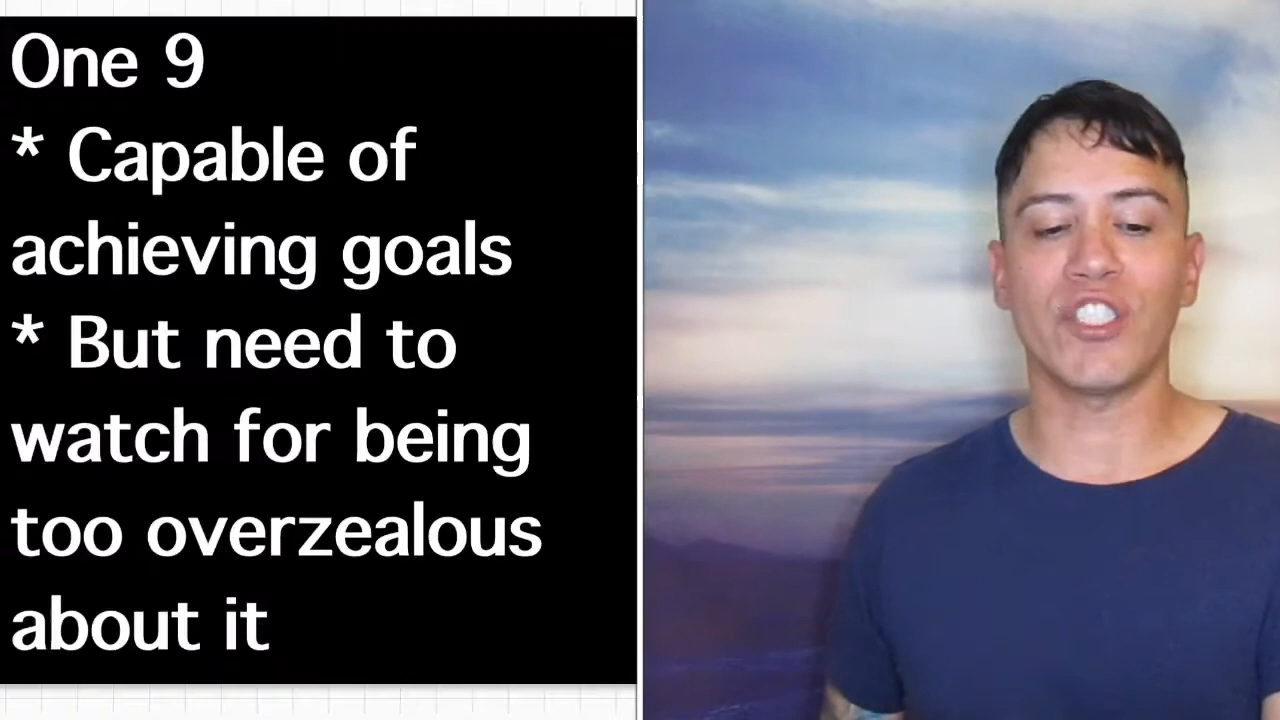 One 9
* Capable of
achieving goals
* But need to
watch for being
too overzealous
about it